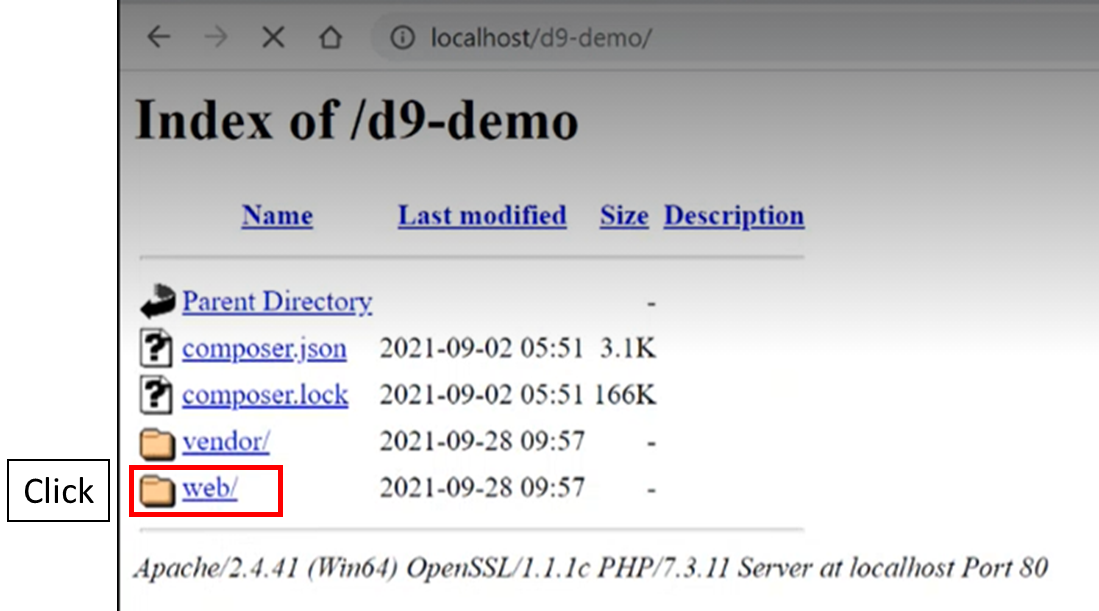 localhost/d9-demo/
Index of /d9-demo
Name Last modified Size Description
Parent Directory -
composer.json 2021-09-02 05:51 3.1K
composer.lock 2021-09-02 05:51 166K
vendor/ 2021-09-28 09:57 -
Click web/ 2021-09-28 09:57 -
Apache/2.4.41 (Win64) OpenSSL/1.1.1c PHP/7.3.11 Server at localhost Port 80